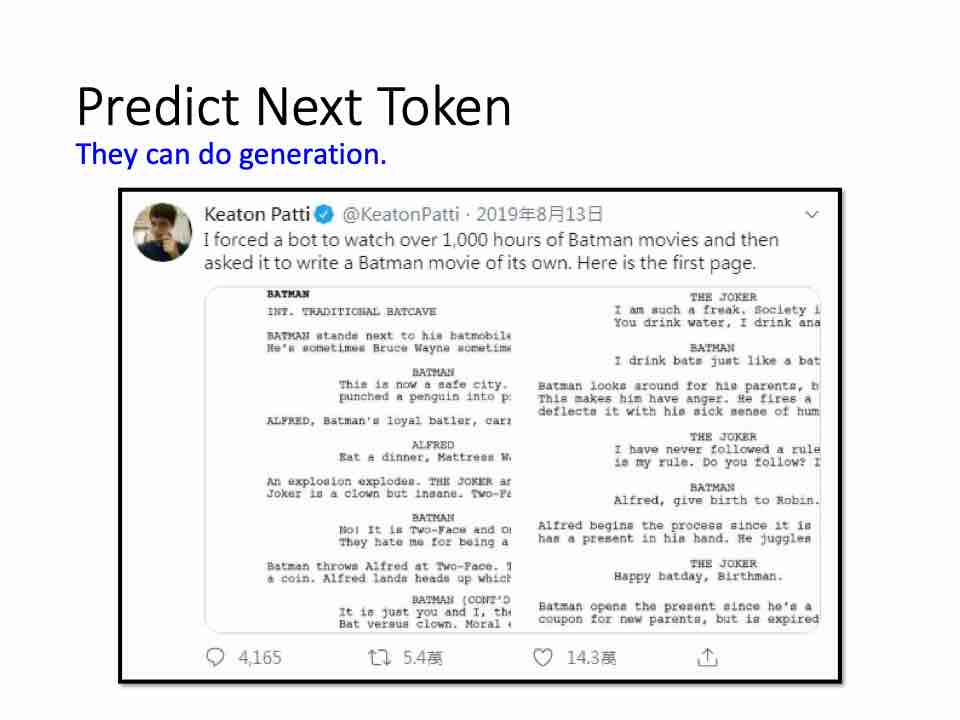 Predict Next Token
They can do generation.
Keaton Patti @KeatonPatti · 2019年8月13日
I forced a bot to watch over 1,000 hours of Batman movies and then
asked it to write a Batman movie of its own. Here is the first page.
BATMAN
INT. TRADITIONAL BATCAVE
BATMAN stands next to his batmobile
He's sometimes Bruce Wayne sometime
BATMAN
This is now a safe city.
punched a penguin into
ALFRED, Batman's loyal batler,
ALFRED
Eat a dinner, Mattress
An explosion explodes. THE JOKER
Joker is a clown but insane.
BATMAN
No! It is Two-Face and
They hate me for being a
Batman throws Alfred at Two-Face.
a coin. Alfred lands heads up which
BATMAN (CONT'D
It is just you and I,
Bat versus clown. Moral
THE JOKER
I am such a freak. Society
You drink water, I drink
BATMAN
I drink bats just like a bat
Batman looks around for his parents,
This makes him have anger. He fires a
deflects it with his sick sense of
THE JOKER
I have never followed a rule
is my rule. Do you follow? I
BATMAN
Alfred, give birth to Robin.
Alfred begins the process since it is
has a present in his hand. He juggles
THE JOKER
Happy batday, Birthman.
Batman opens the present since he's a
coupon for new parents, but is expired
4,165 5.4萬 14.3萬